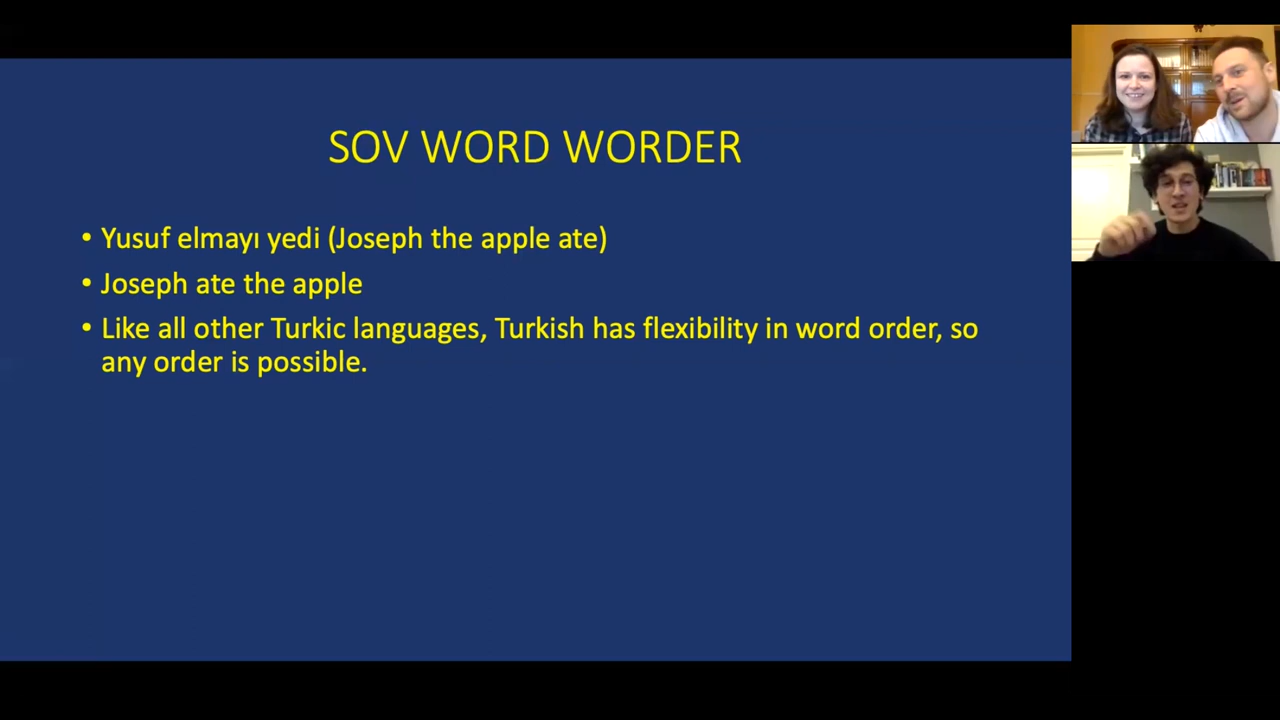 SOV WORD WORDER
• Yusuf elmayı yedi (Joseph the apple ate)
• Joseph ate the apple
• Like all other Turkic languages, Turkish has flexibility in word order, so
any order is possible.